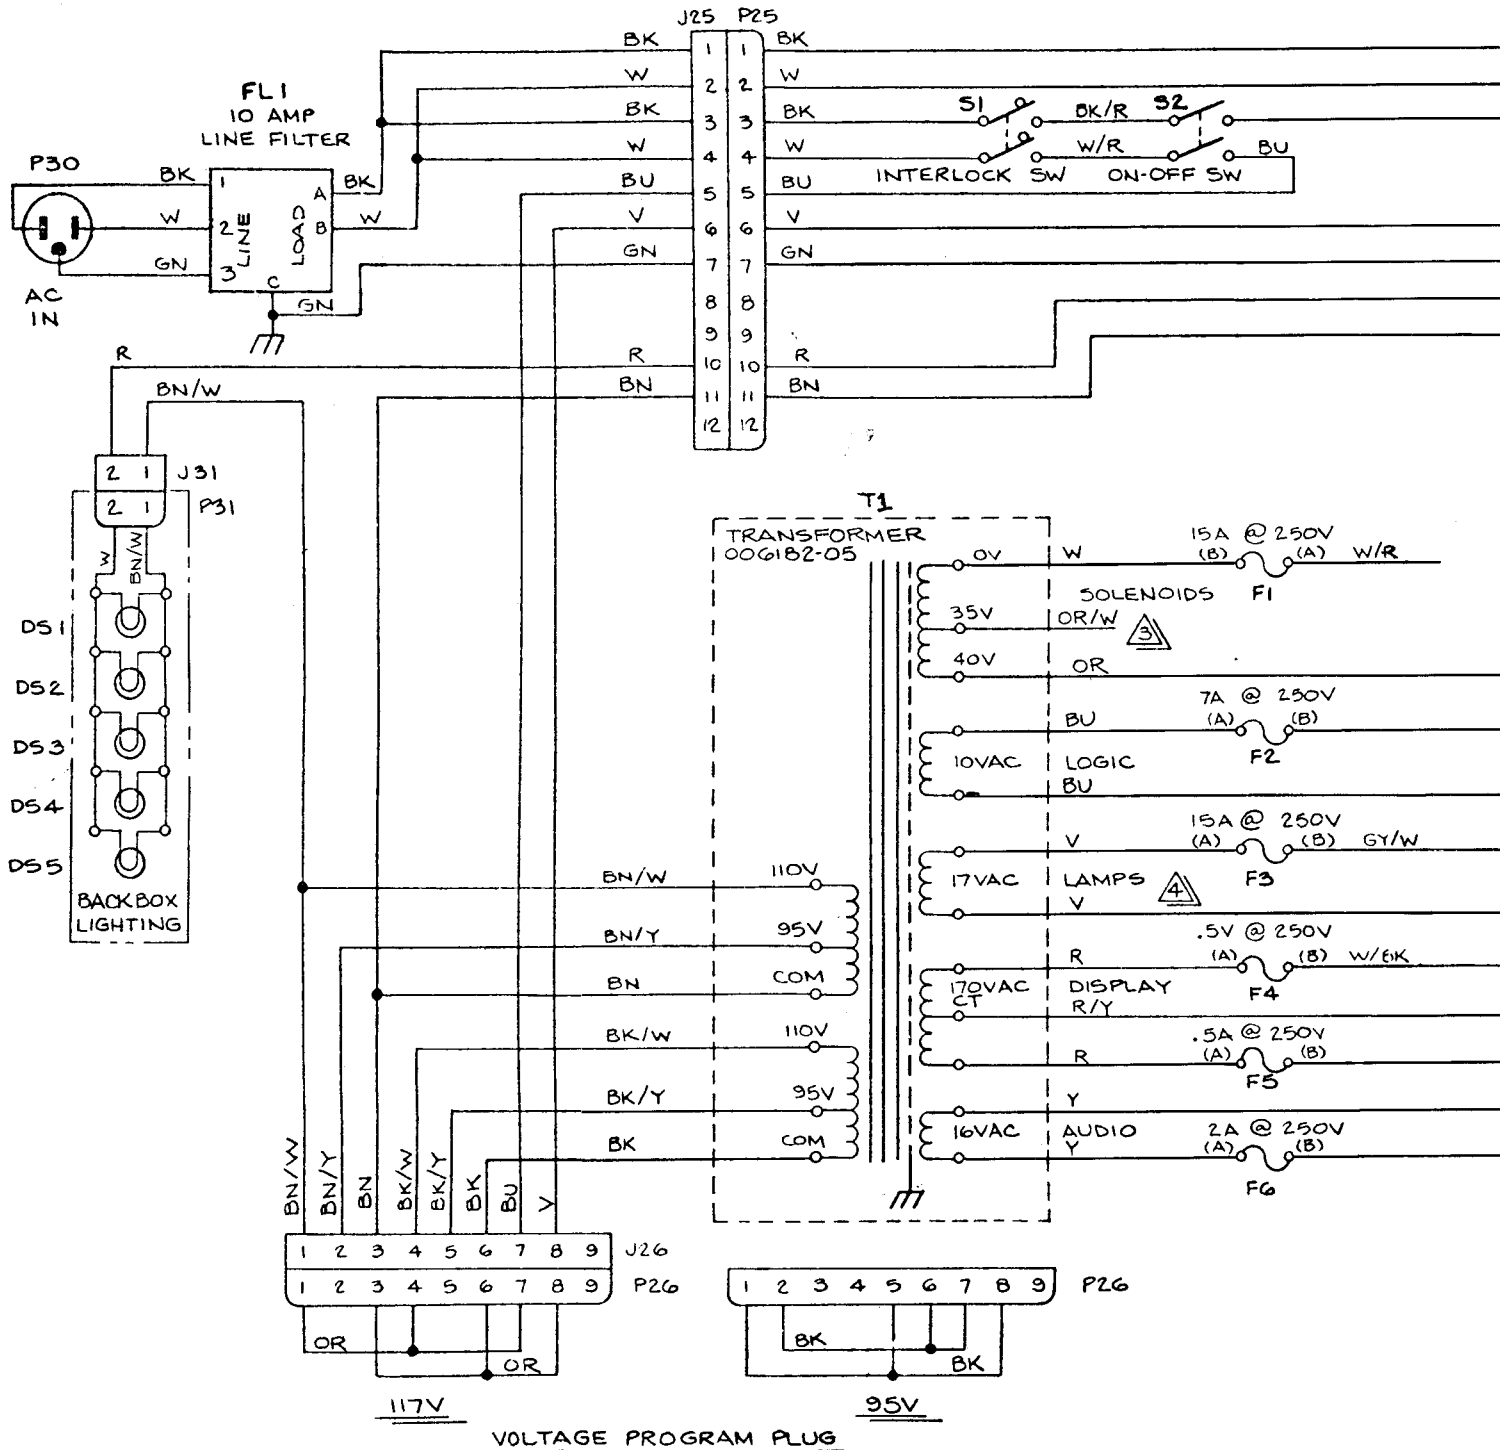 J25 P25
BK 1 1 BK
W 2 2 W
BK 3 3 BK S1 BK/R S2
W 4 4 W W/R BU
INTERLOCK SW ON-OFF SW
BU 5 5 BU
V 6 6 V
GN 7 7 GN
8 8
9 9
R 10 10 R
BN 11 11 BN
12 12
FL1
10 AMP
LINE FILTER
P30
BK 1 A BK
W 2 B W
GN 3 C
LINE
LOAD
GN
AC
IN
R
BN/W
2 1 J31
2 1 P31
W
BN/W
DS1
DS2
DS3
DS4
DS5
BACKBOX
LIGHTING
T1
TRANSFORMER
006182-05
0V W
15A @ 250V
(B) (A) W/R
F1
SOLENOIDS
35V OR/W 3
40V OR
7A @ 250V
BU (A) (B)
F2
10VAC LOGIC
BU
15A @ 250V
V (A) (B) GY/W
F3
17VAC LAMPS 4
V
.5V @ 250V
R (A) (B) W/BK
F4
170VAC DISPLAY
CT R/Y
.5A @ 250V
R (A) (B)
F5
Y
16VAC AUDIO
2A @ 250V
Y (A) (B)
F6
BN/W 110V
BN/Y 95V
BN COM
BK/W 110V
BK/Y 95V
BK COM
BN/W
BN/Y
BN
BK/W
BK/Y
BK
BU
V
1 2 3 4 5 6 7 8 9 J26
1 2 3 4 5 6 7 8 9 P26
OR
OR
117V
1 2 3 4 5 6 7 8 9 P26
BK
BK
95V
VOLTAGE PROGRAM PLUG